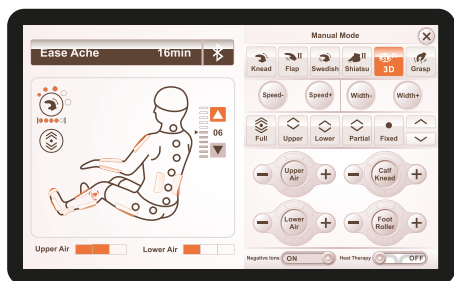 Ease Ache 16min
Manual Mode
Knead Flap Swedish Shiatsu 3D Grasp
Speed- Speed+ Width- Width+
06
Full Upper Lower Partial Fixed
Upper Air
Calf Knead
Lower Air
Foot Roller
Upper Air Lower Air
Negative Ions ON Heat Therapy OFF